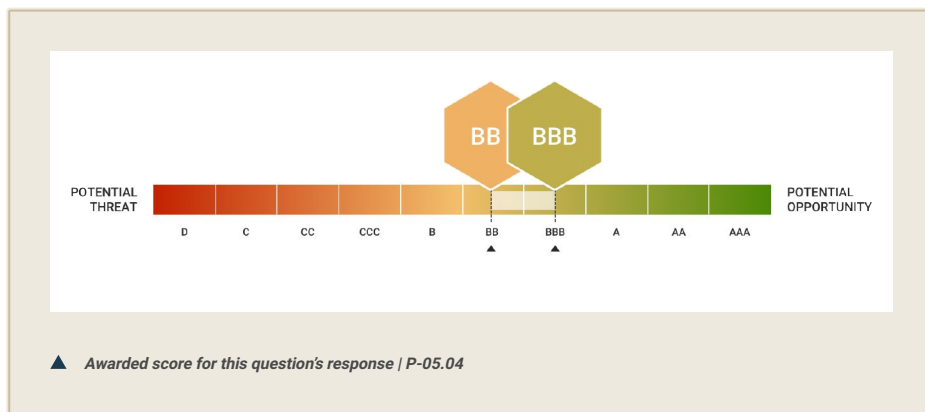 BB BBB
POTENTIAL
THREAT
POTENTIAL
OPPORTUNITY
D C CC CCC B BB BBB A AA AAA
Awarded score for this question's response | P-05.04